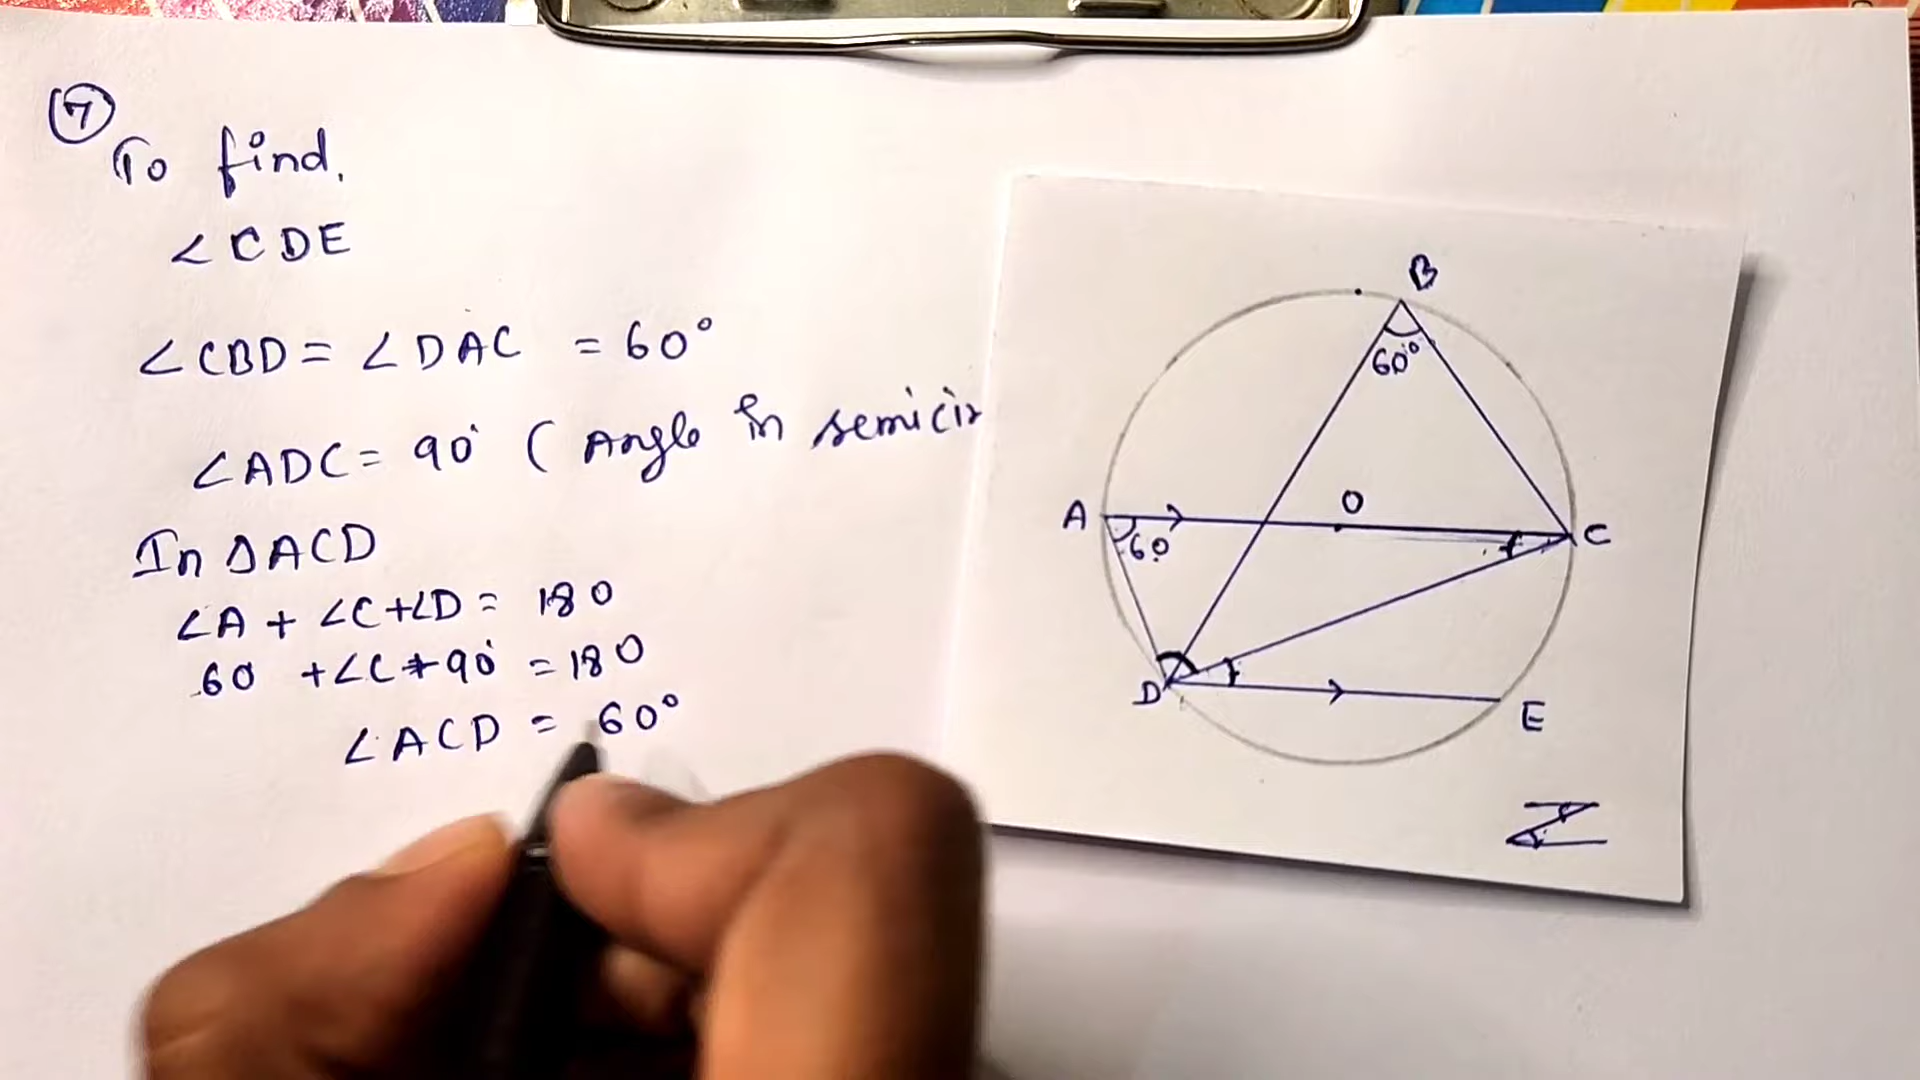 7
To find,
∠CDE
∠CBD = ∠DAC = 60°
∠ADC = 90° ( Angle in semicir
In ΔACD
∠A + ∠C + ∠D = 180
60 + ∠C + 90° = 180
∠ACD = 60°
B
60°
O
A
60
C
D
E